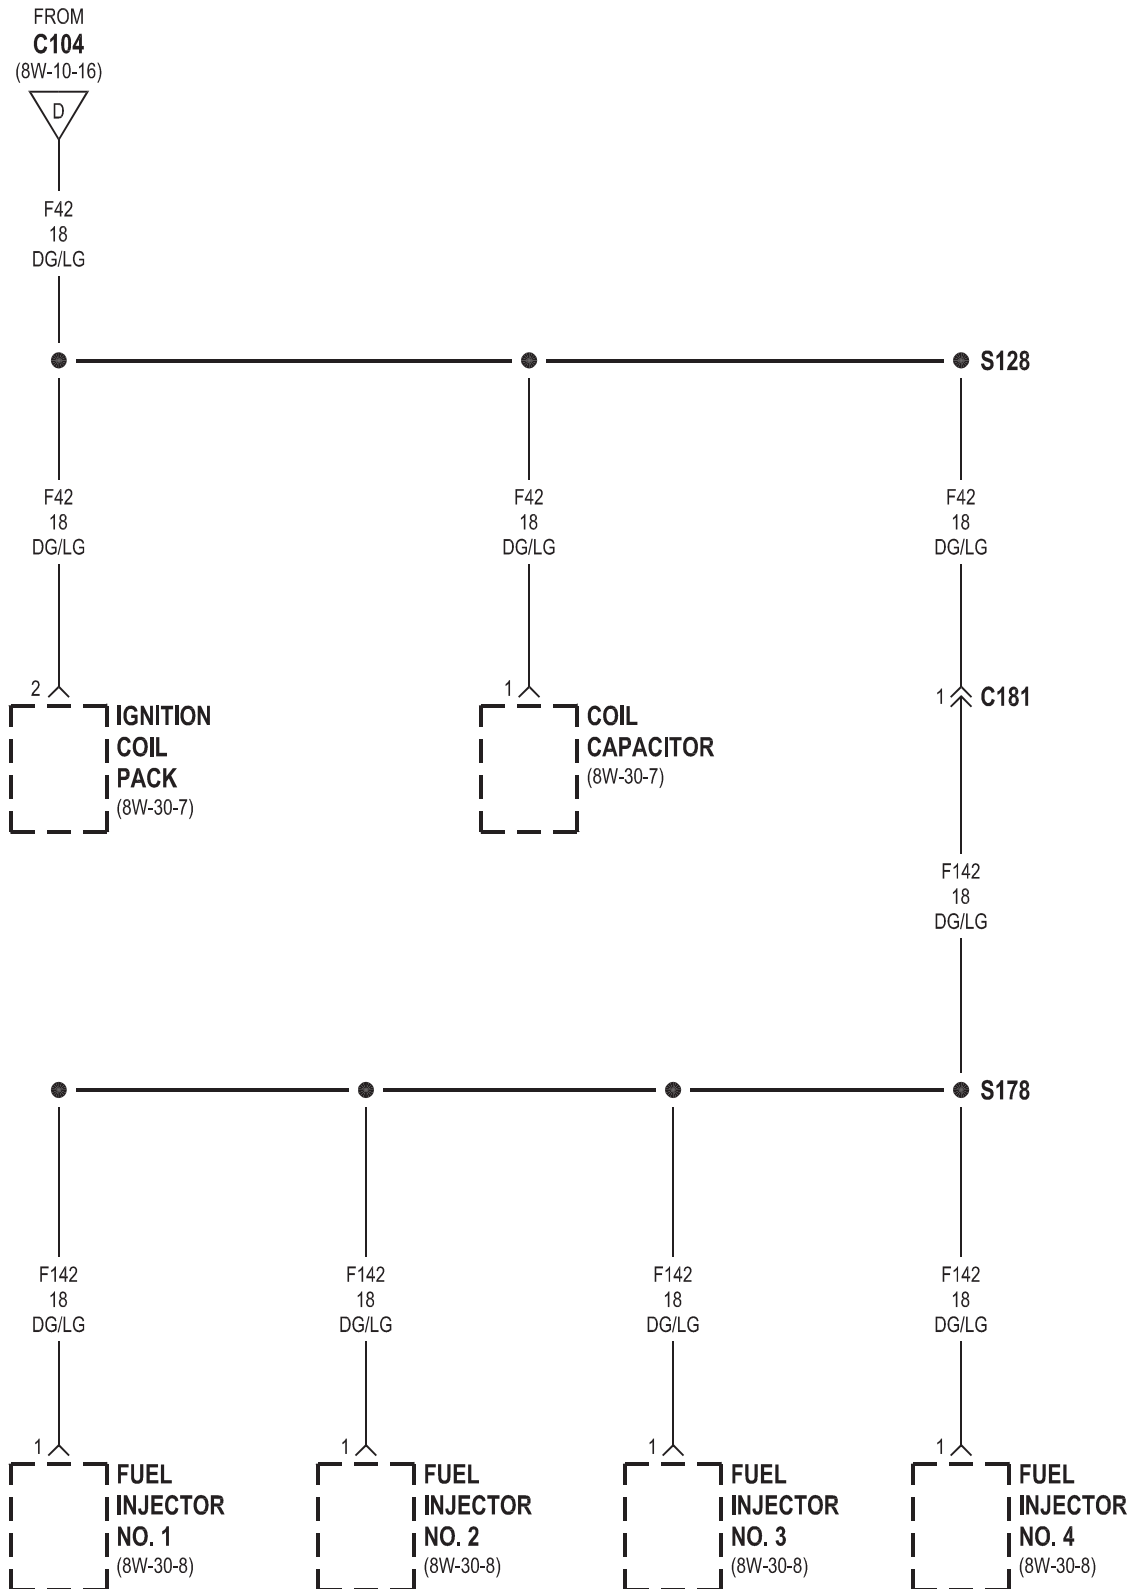 FROM
C104
(8W-10-16)
D
F42
18
DG/LG
S128
F42
18
DG/LG
F42
18
DG/LG
F42
18
DG/LG
2
IGNITION
COIL
PACK
(8W-30-7)
1
COIL
CAPACITOR
(8W-30-7)
1
C181
F142
18
DG/LG
S178
F142
18
DG/LG
F142
18
DG/LG
F142
18
DG/LG
F142
18
DG/LG
1
FUEL
INJECTOR
NO. 1
(8W-30-8)
1
FUEL
INJECTOR
NO. 2
(8W-30-8)
1
FUEL
INJECTOR
NO. 3
(8W-30-8)
1
FUEL
INJECTOR
NO. 4
(8W-30-8)